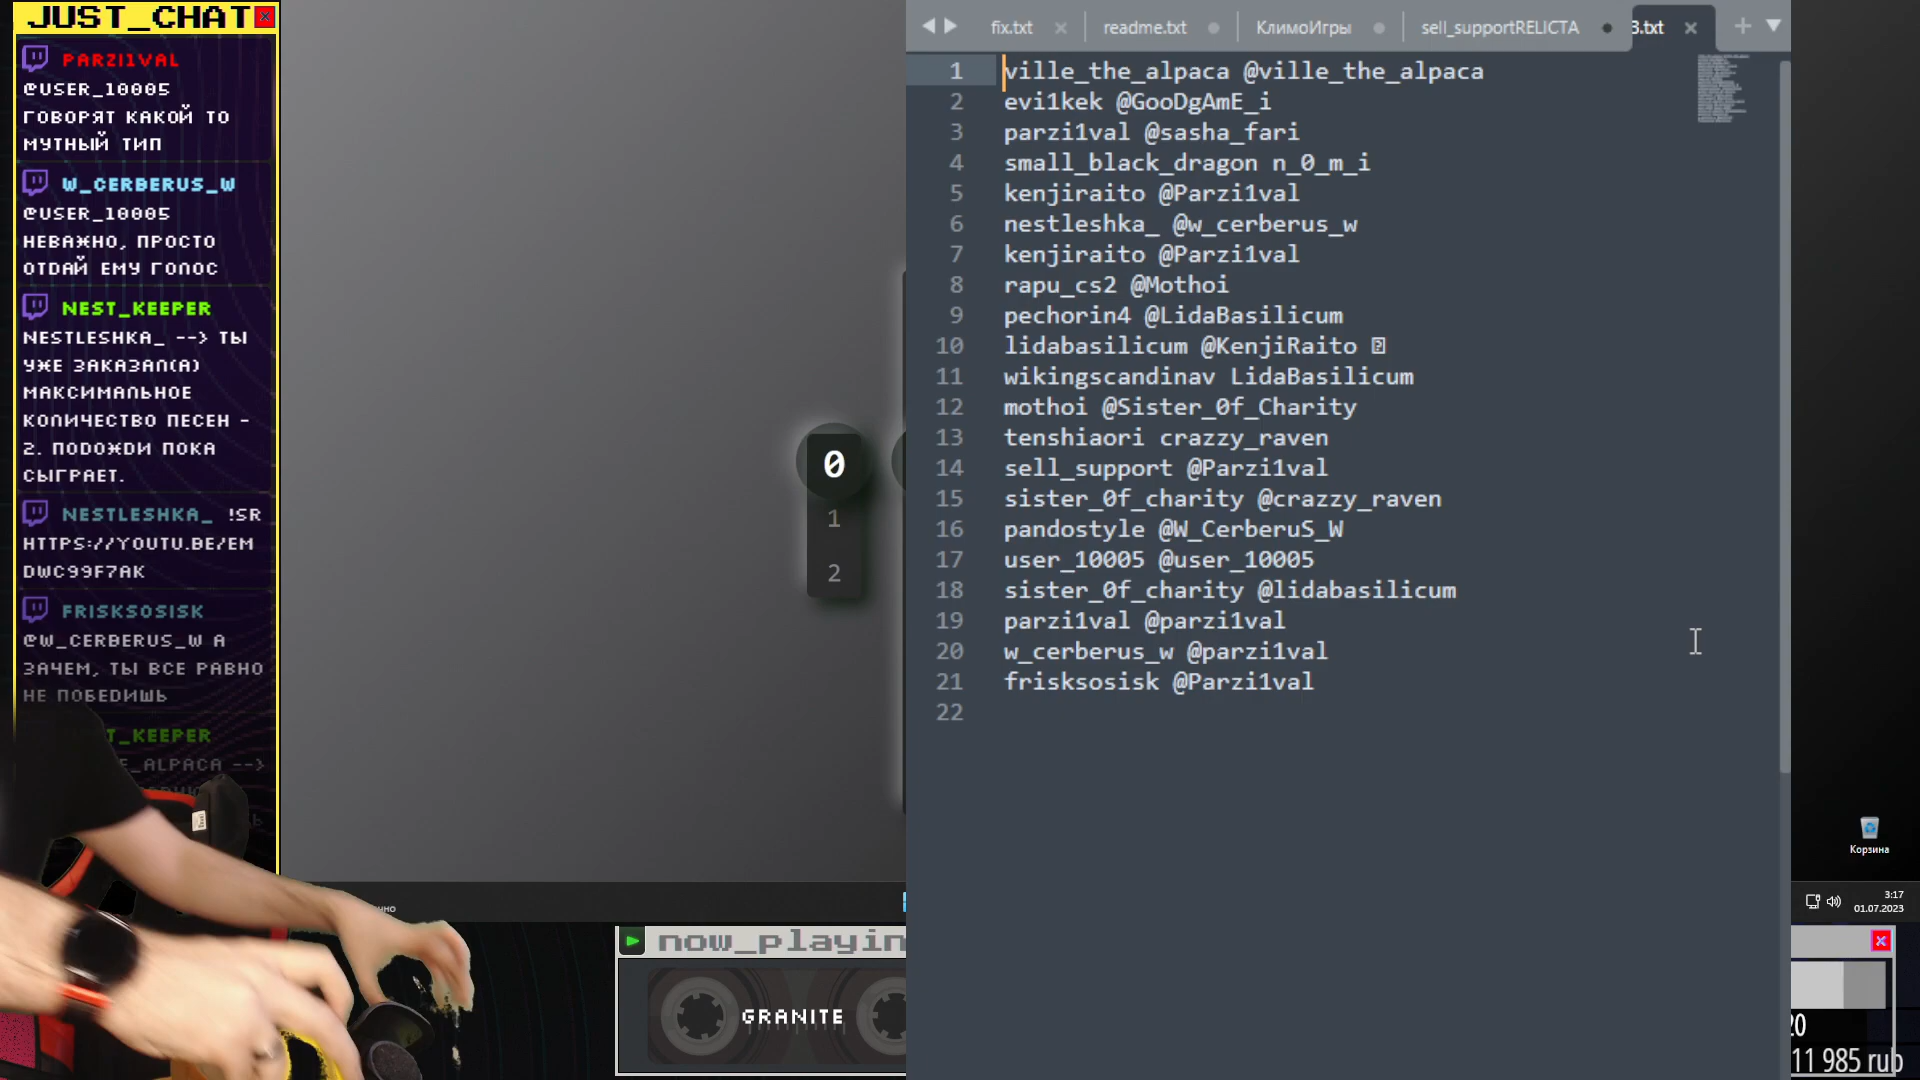 JUST_CHAT
PARZI1VAL
@USER_10005
ГОВОРЯТ КАКОЙ ТО
МУТНЫЙ ТИП
W_CERBERUS_W
@USER_10005
НЕВАЖНО, ПРОСТО
ОТДАЙ ЕМУ ГОЛОС
NEST_KEEPER
NESTLESHKA_ --> ТЫ
УЖЕ ЗАКАЗАЛ(А)
МАКСИМАЛЬНОЕ
КОЛИЧЕСТВО ПЕСЕН -
2. ПОДОЖДИ ПОКА
СЫГРАЕТ.
NESTLESHKA_ !SR
HTTPS://YOUTU.BE/EM
DWC99F7AK
FRISKSOSISK
@W_CERBERUS_W А
ЗАЧЕМ, ТЫ ВСЕ РАВНО
НЕ ПОБЕДИШЬ
T_KEEPER
E_ALPACA -->
0
1
2
fix.txt
readme.txt
КлимоИгры
sell_supportRELICTA
3.txt
1 ville_the_alpaca @ville_the_alpaca
2 evi1kek @GooDgAmE_i
3 parzi1val @sasha_fari
4 small_black_dragon n_0_m_i
5 kenjiraito @Parzi1val
6 nestleshka_ @w_cerberus_w
7 kenjiraito @Parzi1val
8 rapu_cs2 @Mothoi
9 pechorin4 @LidaBasilicum
10 lidabasilicum @KenjiRaito
11 wikingscandinav LidaBasilicum
12 mothoi @Sister_0f_Charity
13 tenshiaori crazzy_raven
14 sell_support @Parzi1val
15 sister_0f_charity @crazzy_raven
16 pandostyle @W_CerberuS_W
17 user_10005 @user_10005
18 sister_0f_charity @lidabasilicum
19 parzi1val @parzi1val
20 w_cerberus_w @parzi1val
21 frisksosisk @Parzi1val
22
Корзина
3:17
01.07.2023
now_playin
GRANITE
20
11 985 rub